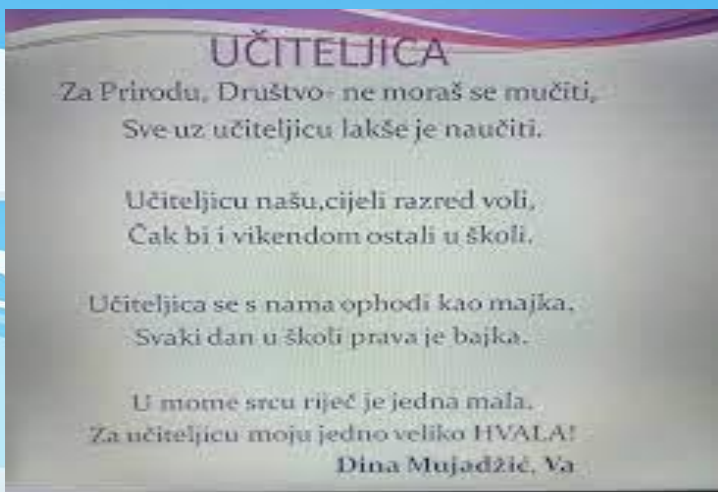 UČITELJICA
Za Prirodu, Društvo- ne moraš se mučiti,
Sve uz učiteljicu lakše je naučiti.
Učiteljicu našu,cijeli razred voli,
Čak bi i vikendom ostali u školi.
Učiteljica se s nama ophodi kao majka,
Svaki dan u školi prava je bajka.
U mome srcu riječ je jedna mala,
Za učiteljicu moju jedno veliko HVALA!
Dina Mujadžić, Va